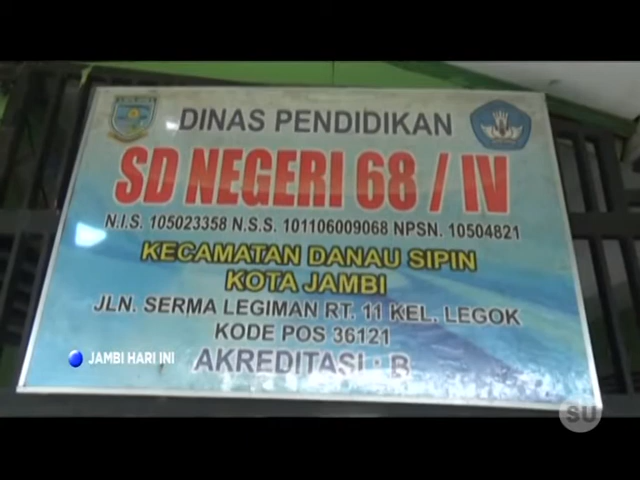 DINAS PENDIDIKAN
SD NEGERI 68 / IV
N.I.S. 105023358 N.S.S. 101106009068 NPSN. 10504821
KECAMATAN DANAU SIPIN
KOTA JAMBI
JLN. SERMA LEGIMAN RT. 11 KEL. LEGOK
KODE POS 36121
AKREDITASI : B
JAMBI HARI INI
SU